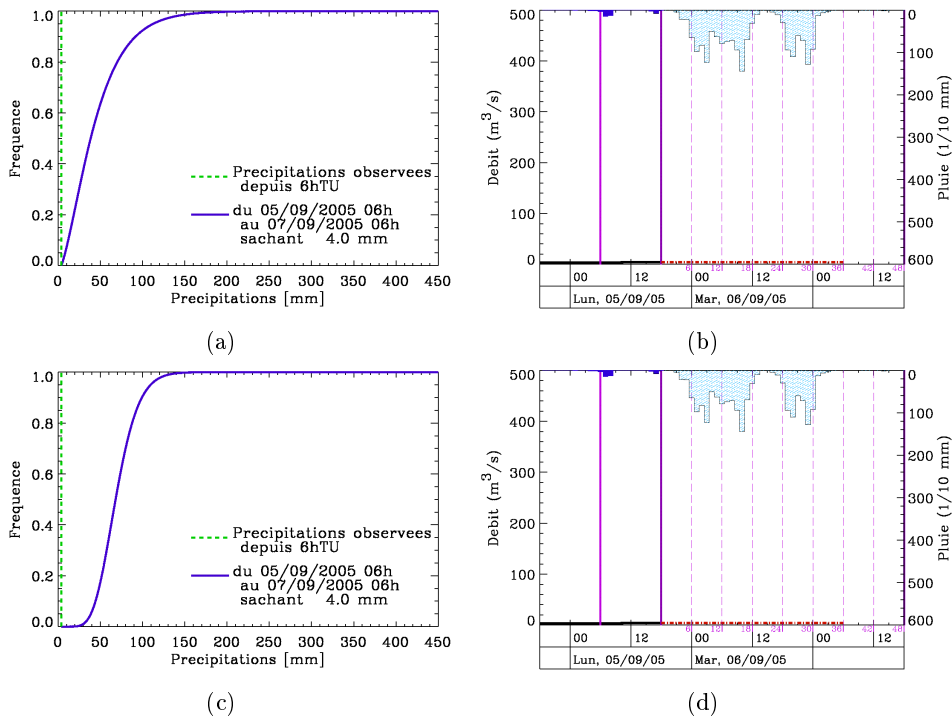 1.0
0.8
0.6
0.4
0.2
0.0
Frequence
Precipitations observees
depuis 6hTU
du 05/09/2005 06h
au 07/09/2005 06h
sachant 4.0 mm
0 50 100 150 200 250 300 350 400 450
Precipitations [mm]
(a)
500
400
300
200
100
0
Debit (m³/s)
0
100
200
300
400
500
600
Pluie (1/10 mm)
6 12 18 24 30 36 42 48
00 12 00 12 00 12
Lun, 05/09/05 Mar, 06/09/05
(b)
1.0
0.8
0.6
0.4
0.2
0.0
Frequence
Precipitations observees
depuis 6hTU
du 05/09/2005 06h
au 07/09/2005 06h
sachant 4.0 mm
0 50 100 150 200 250 300 350 400 450
Precipitations [mm]
(c)
500
400
300
200
100
0
Debit (m³/s)
0
100
200
300
400
500
600
Pluie (1/10 mm)
6 12 18 24 30 36 42 48
00 12 00 12 00 12
Lun, 05/09/05 Mar, 06/09/05
(d)